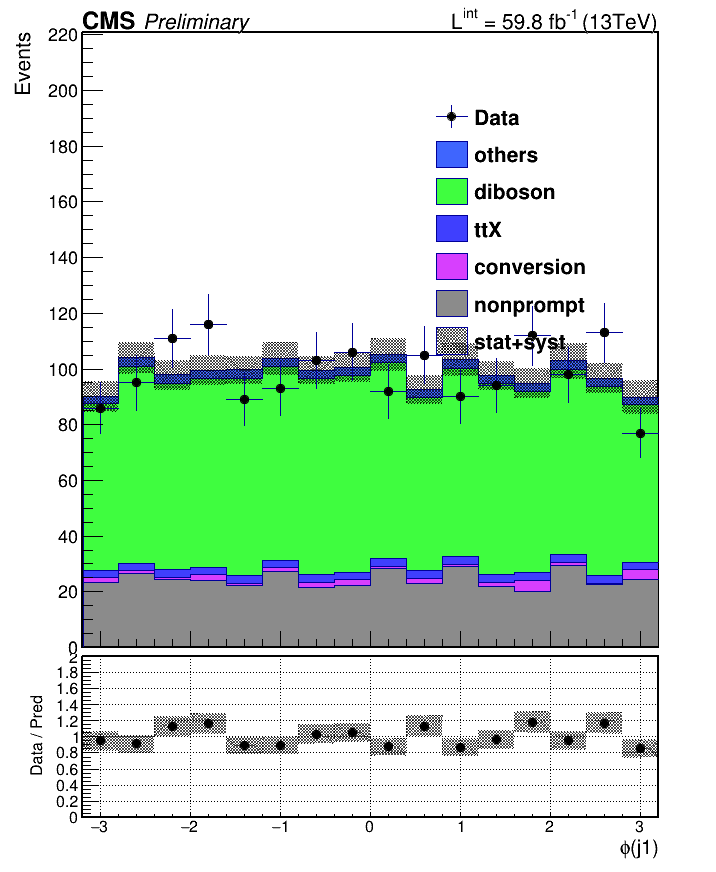 CMS Preliminary L^int = 59.8 fb^-1 (13TeV)
Events
220
200
180
160
140
120
100
80
60
40
20
0
Data
others
diboson
ttX
conversion
nonprompt
stat+syst
Data / Pred
2
1.8
1.6
1.4
1.2
1
0.8
0.6
0.4
0.2
0
−3 −2 −1 0 1 2 3
ϕ(j1)